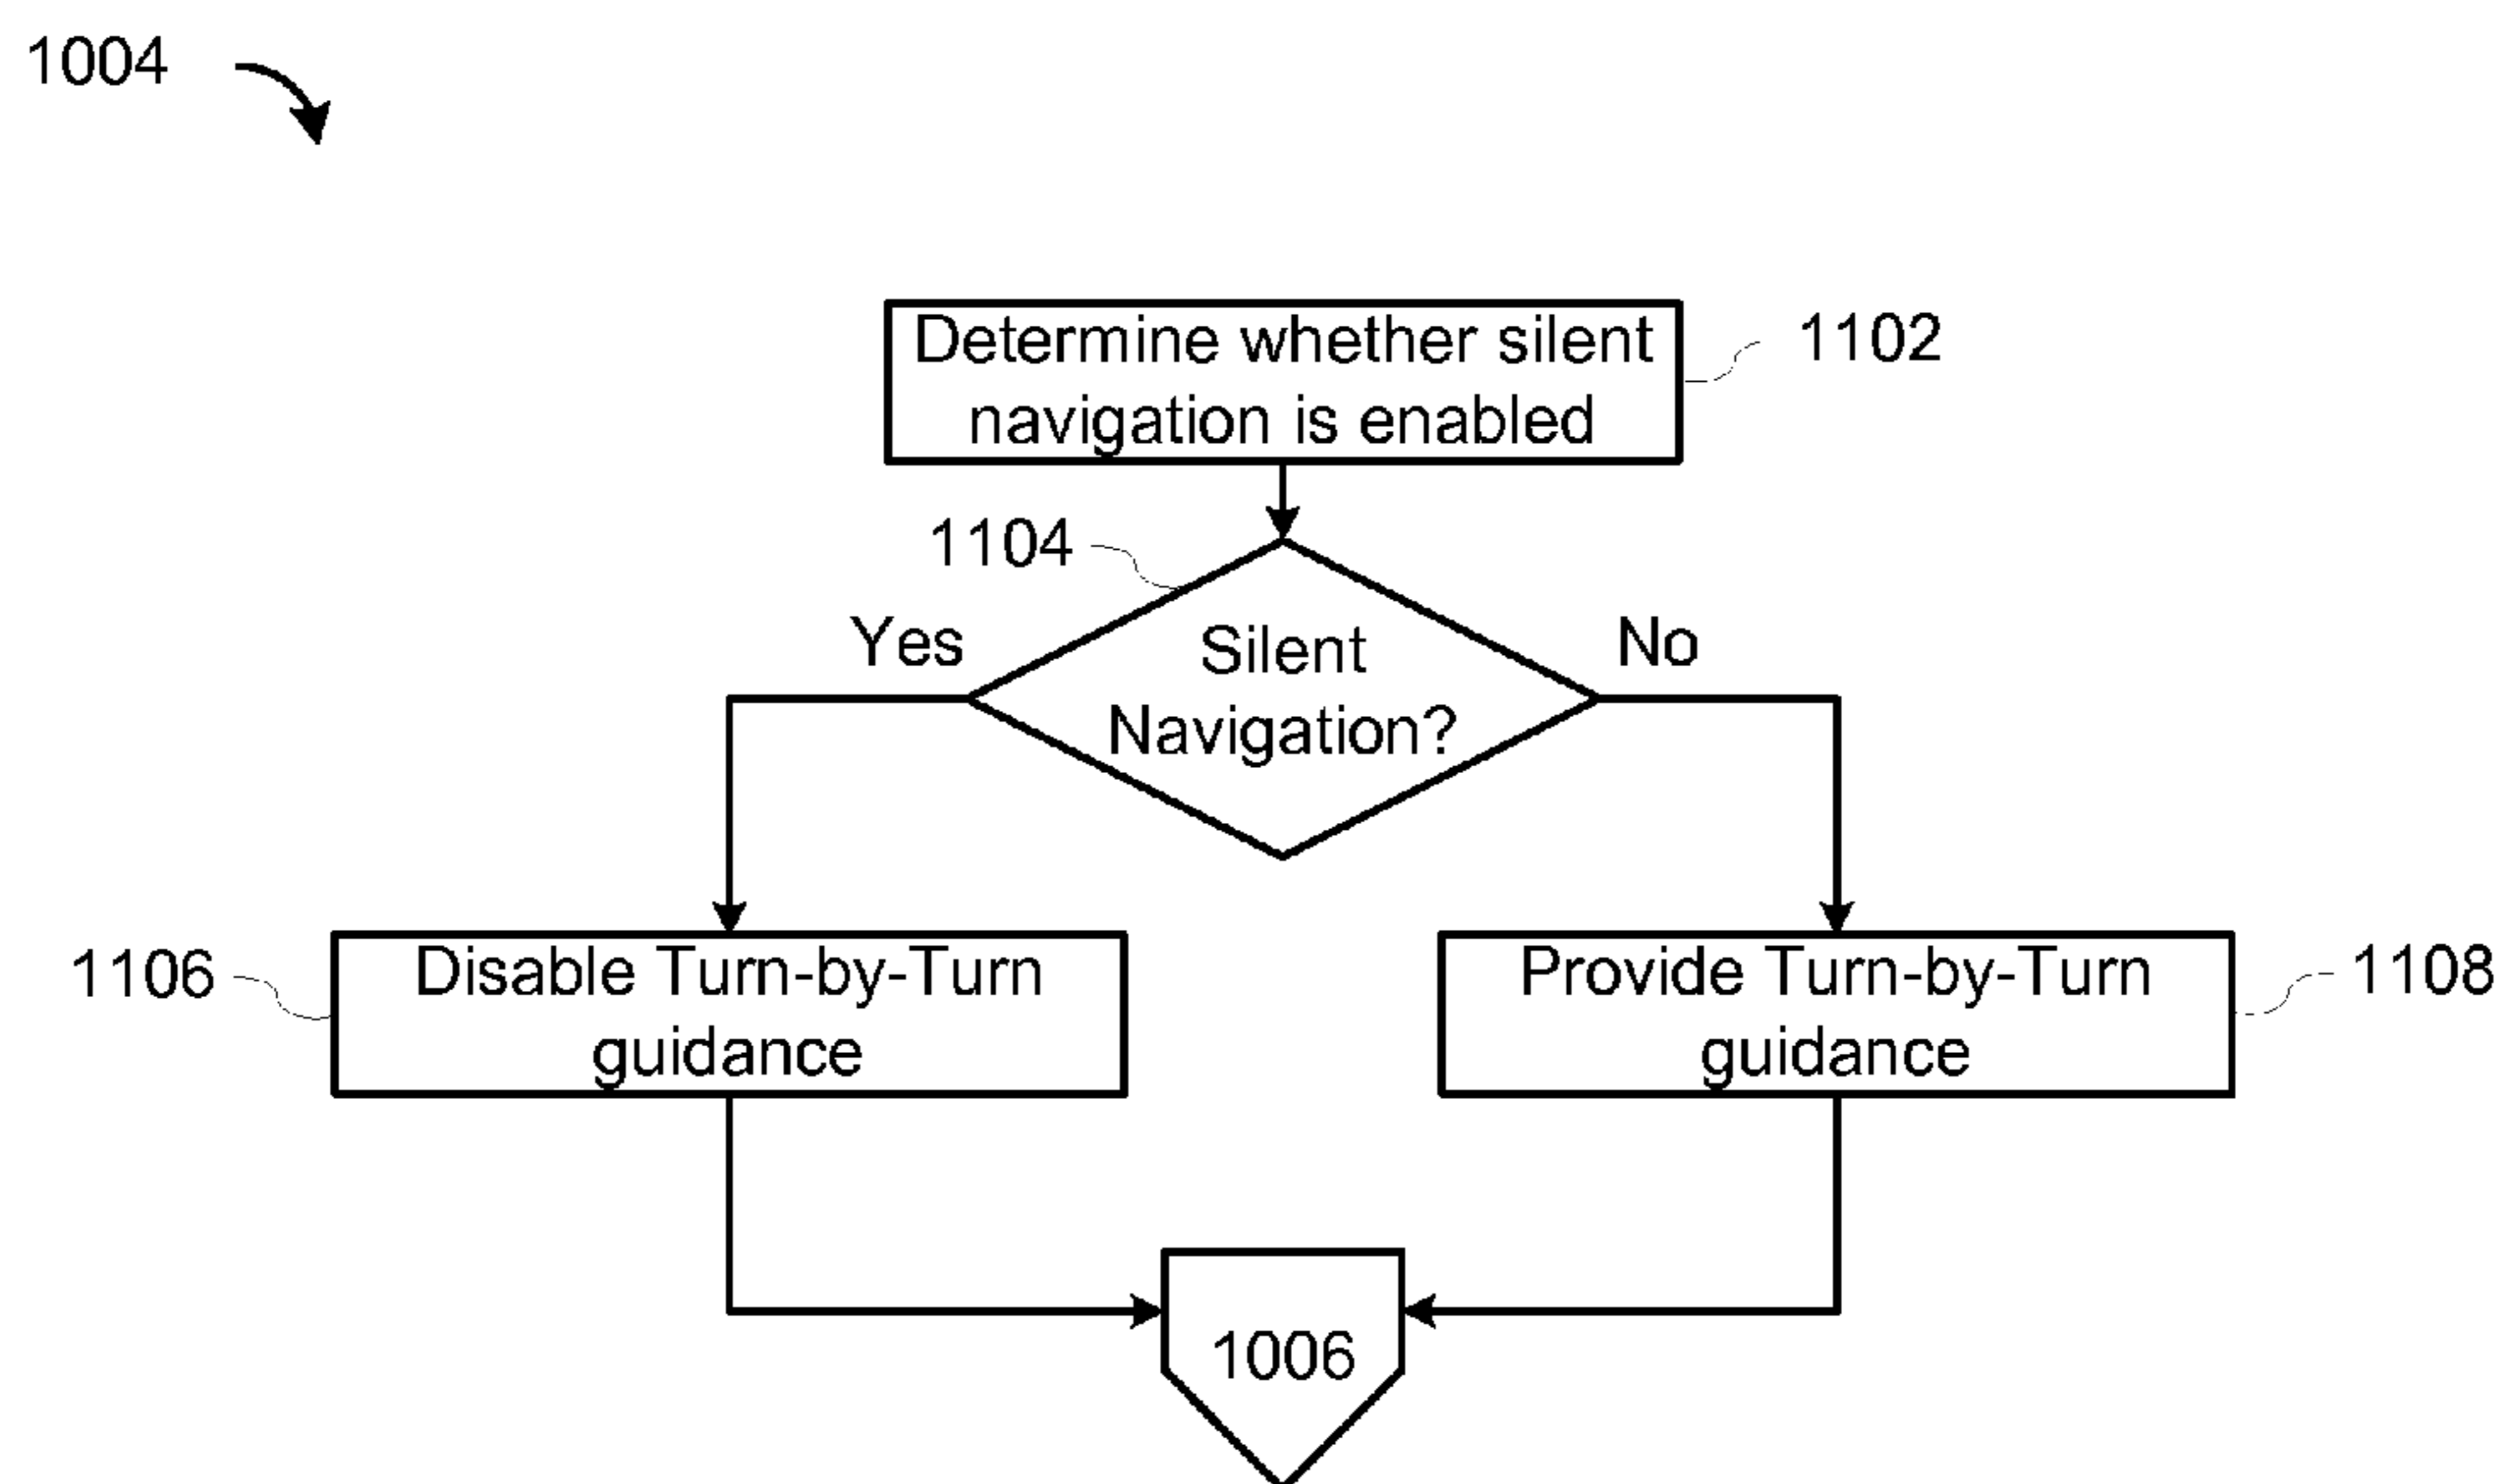 1004
Determine whether silent
navigation is enabled
1102
1104
Yes
Silent
Navigation?
No
1106
Disable Turn-by-Turn
guidance
Provide Turn-by-Turn
guidance
1108
1006